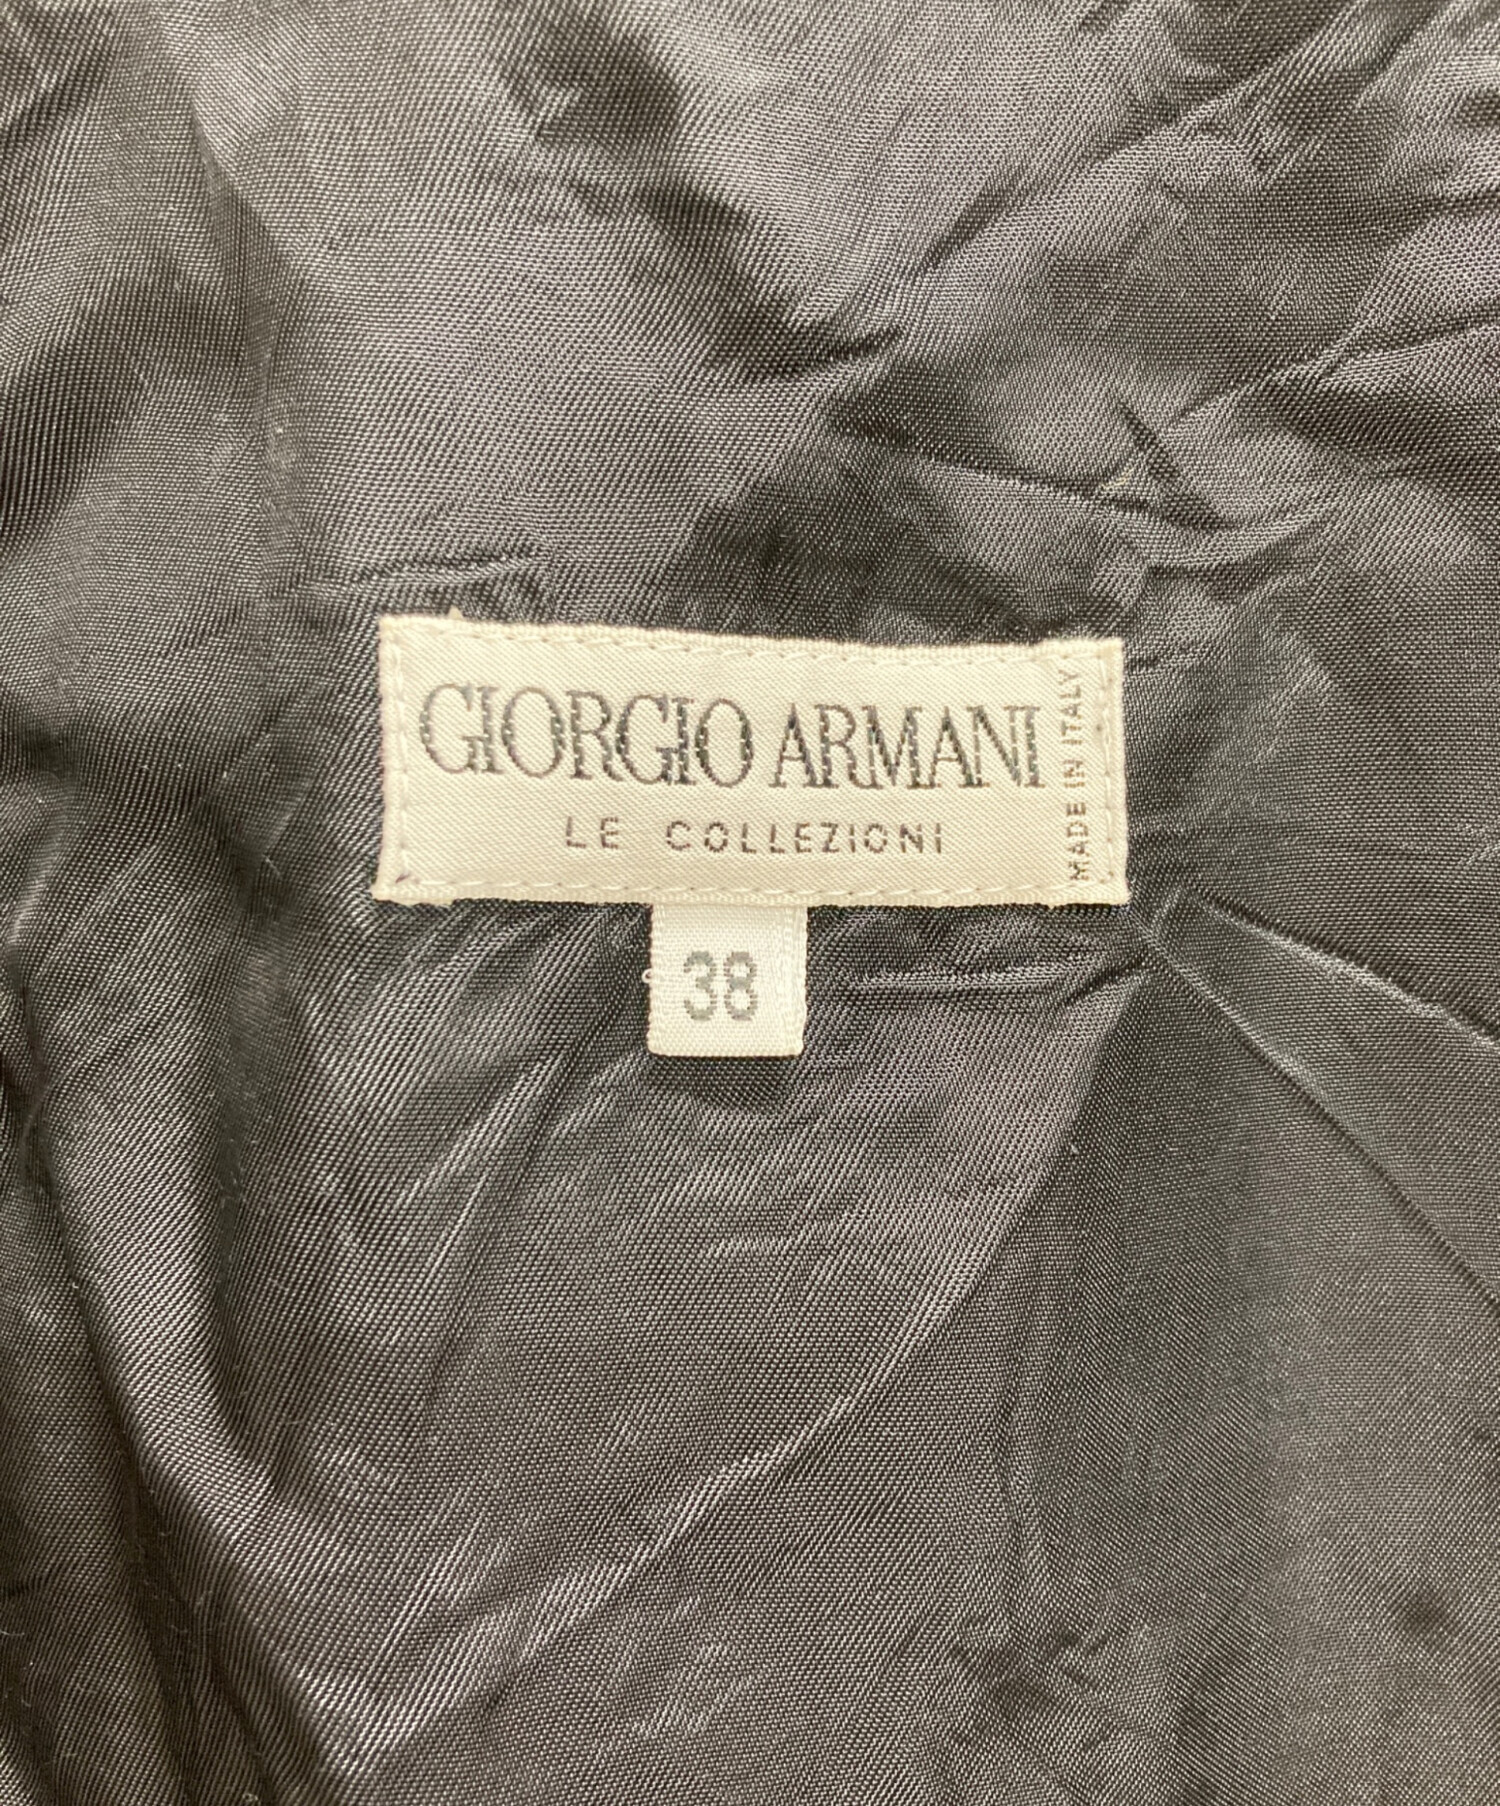 GIORGIO ARMANI
LE COLLEZIONI
MADE IN ITALY
38